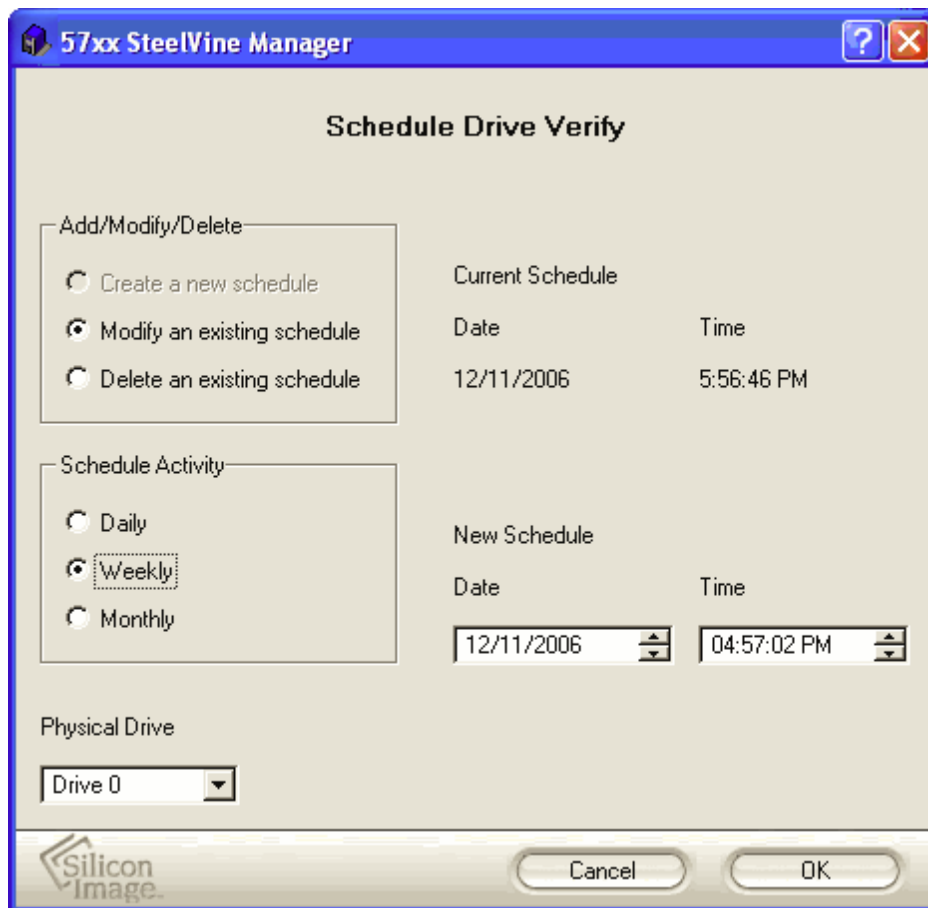 57xx SteelVine Manager
Schedule Drive Verify
Add/Modify/Delete
Create a new schedule
Modify an existing schedule
Delete an existing schedule
Current Schedule
Date Time
12/11/2006 5:56:46 PM
Schedule Activity
Daily
Weekly
Monthly
New Schedule
Date Time
12/11/2006 04:57:02 PM
Physical Drive
Drive 0
Silicon
Image
Cancel OK